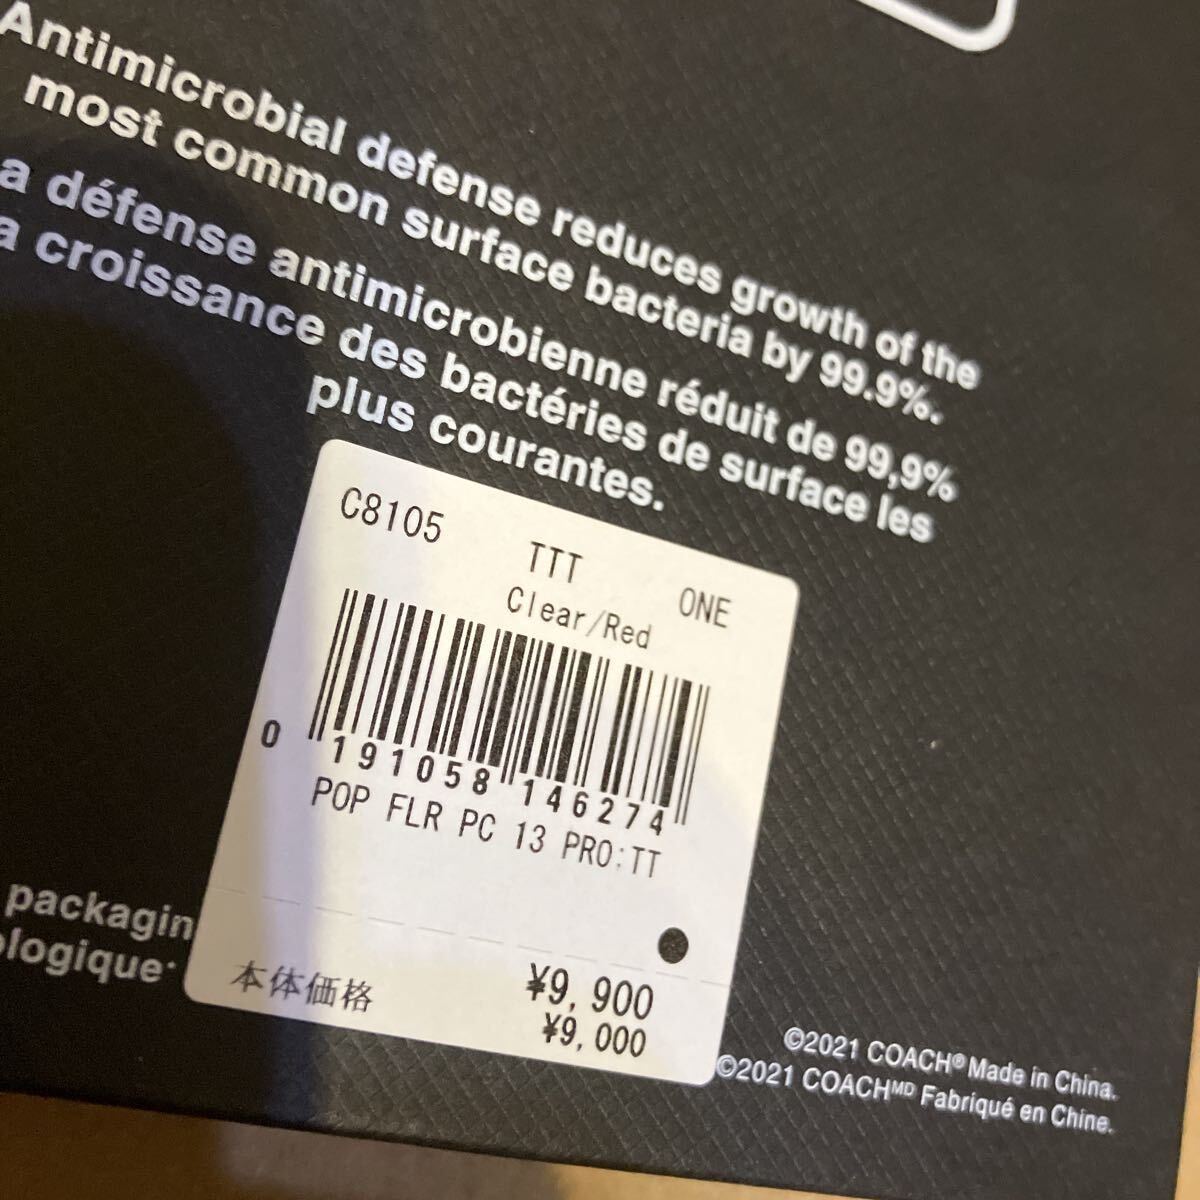 Antimicrobial defense reduces growth of the
most common surface bacteria by 99.9%.
a défense antimicrobienne réduit de 99,9%
a croissance des bactéries de surface les
plus courantes.
C8105 TTT ONE
Clear/Red
0 191058 146274
POP FLR PC 13 PRO:TT
packagin
ologique
¥9,900
本体価格 ¥9,000
©2021 COACH® Made in China.
©2021 COACHMD Fabriqué en Chine.